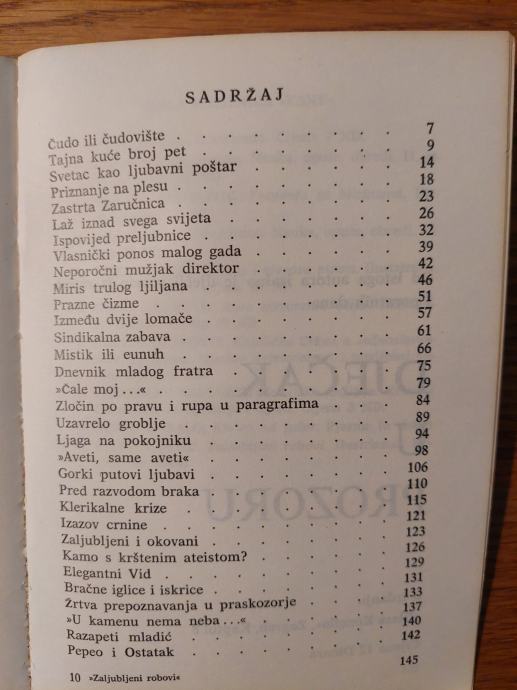 SADRŽAJ
Čudo ili čudovište . . . . . . . . 7
Tajna kuće broj pet . . . . . . . . 9
Svetac kao ljubavni poštar . . . . . . 14
Priznanje na plesu . . . . . . . . 18
Zastrta Zaručnica . . . . . . . . 23
Laž iznad svega svijeta . . . . . . . 26
Ispovijed preljubnice . . . . . . . 32
Vlasnički ponos malog gada . . . . . . 39
Neporočni mužjak direktor . . . . . . 42
Miris trulog ljiljana . . . . . . . 46
Prazne čizme . . . . . . . . . 51
Između dvije lomače . . . . . . . 57
Sindikalna zabava . . . . . . . . 61
Mistik ili eunuh . . . . . . . . 66
Dnevnik mladog fratra . . . . . . . 75
»Ćale moj...« . . . . . . . . . 79
Zločin po pravu i rupa u paragrafima . . . 84
Uzavrelo groblje . . . . . . . . 89
Ljaga na pokojniku . . . . . . . 94
»Aveti, same aveti« . . . . . . . 98
Gorki putovi ljubavi . . . . . . . 106
Pred razvodom braka . . . . . . . 110
Klerikalne krize . . . . . . . . 115
Izazov crnine . . . . . . . . . 121
Zaljubljeni i okovani . . . . . . . 123
Kamo s krštenim ateistom? . . . . . . 126
Elegantni Vid . . . . . . . . . 129
Bračne iglice i iskrice . . . . . . . 131
Žrtva prepoznavanja u praskozorje . . . . 133
»U kamenu nema neba...« . . . . . . 137
Razapeti mladić . . . . . . . . 140
Pepeo i Ostatak . . . . . . . . 142
145
10 »Zaljubljeni robovi«